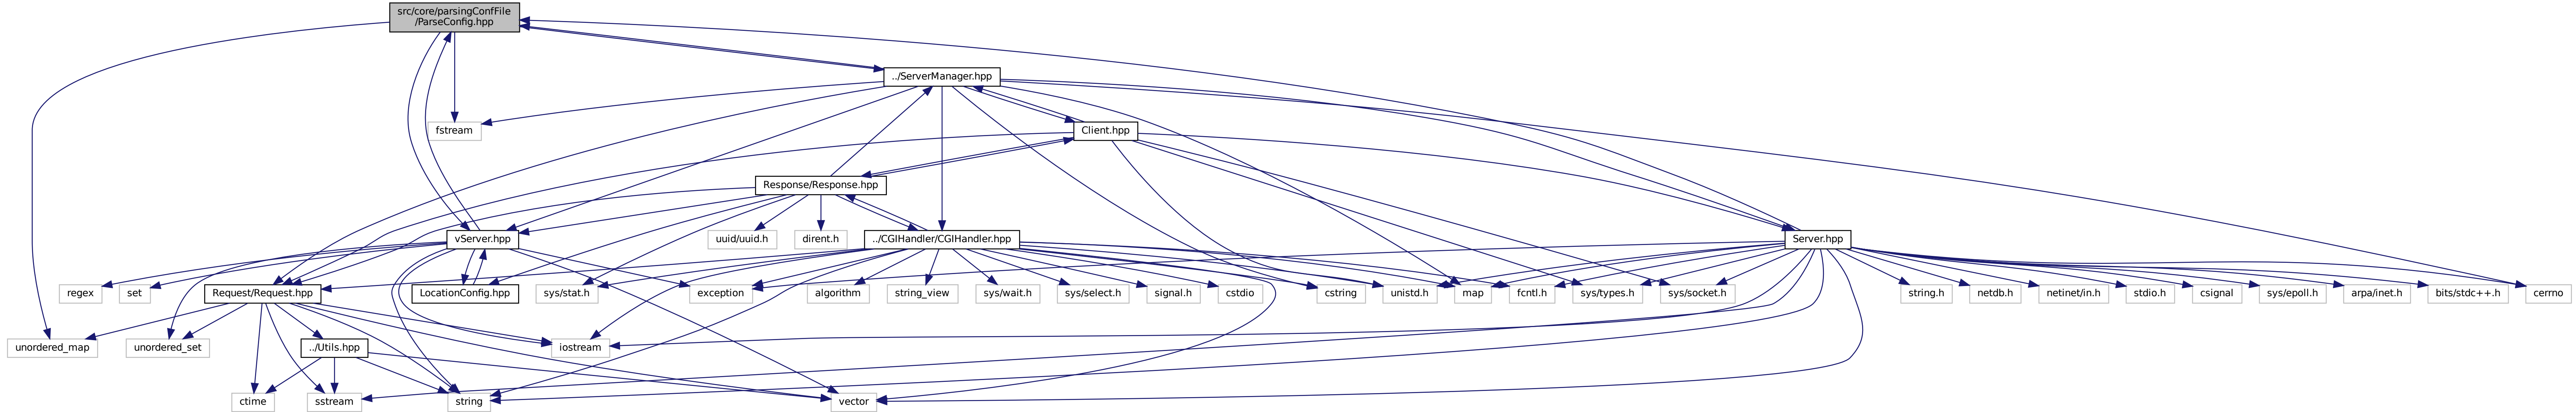 src/core/parsingConfFile
/ParseConfig.hpp
../ServerManager.hpp
fstream
Client.hpp
Response/Response.hpp
vServer.hpp
uuid/uuid.h
dirent.h
../CGIHandler/CGIHandler.hpp
Server.hpp
regex
set
Request/Request.hpp
LocationConfig.hpp
sys/stat.h
exception
algorithm
string_view
sys/wait.h
sys/select.h
signal.h
cstdio
cstring
unistd.h
map
fcntl.h
sys/types.h
sys/socket.h
string.h
netdb.h
netinet/in.h
stdio.h
csignal
sys/epoll.h
arpa/inet.h
bits/stdc++.h
cerrno
unordered_map
unordered_set
../Utils.hpp
iostream
ctime
sstream
string
vector